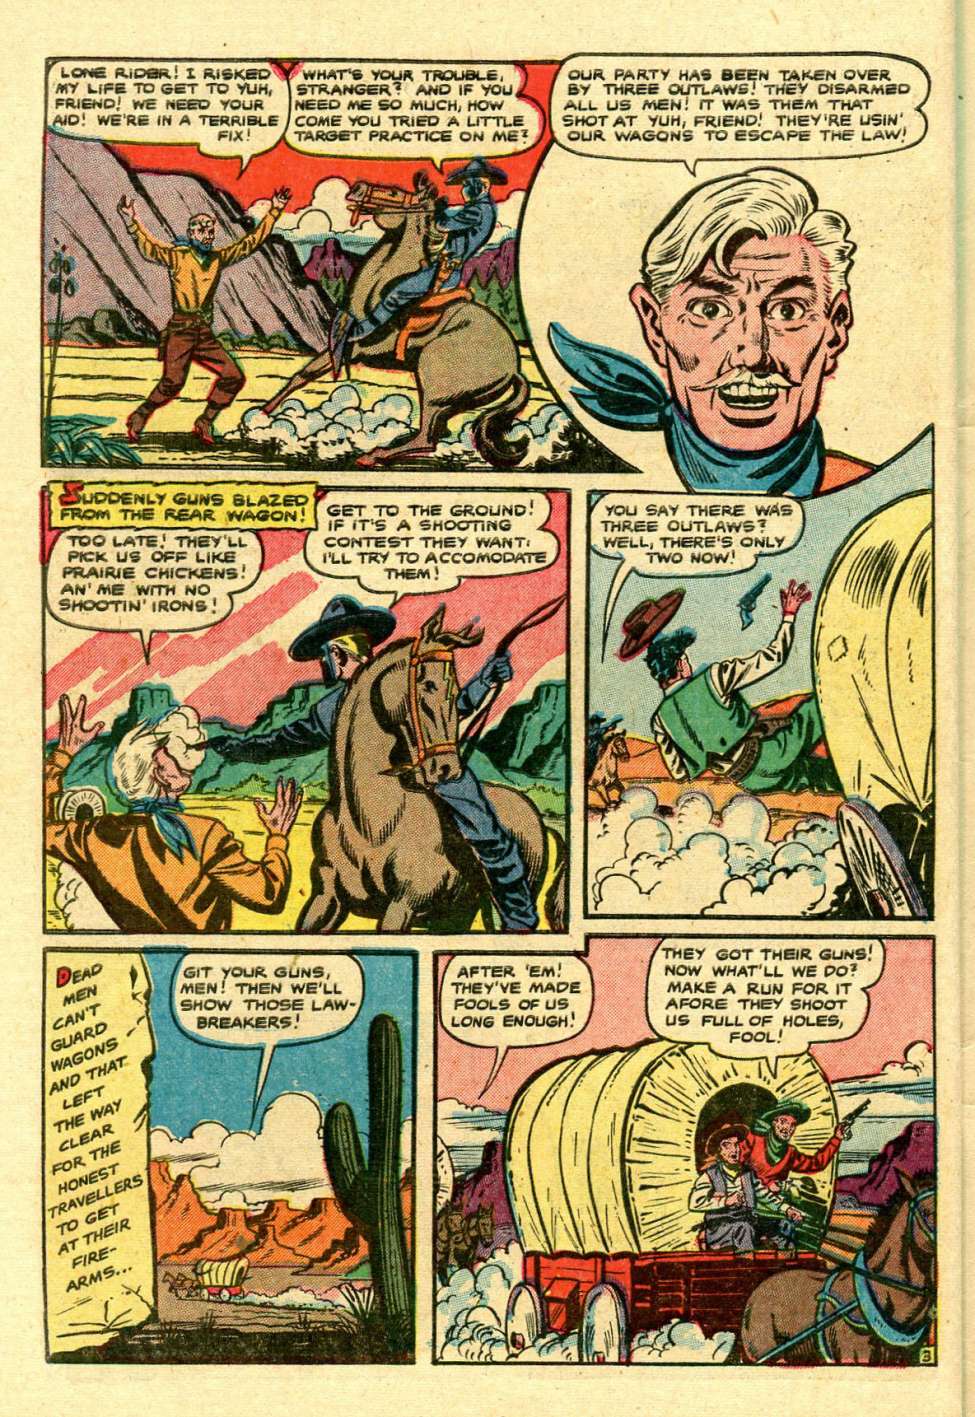 LONE RIDER! I RISKED
MY LIFE TO GET TO YUH,
FRIEND! WE NEED YOUR
AID! WE'RE IN A TERRIBLE
FIX!
WHAT'S YOUR TROUBLE,
STRANGER? AND IF YOU
NEED ME SO MUCH, HOW
COME YOU TRIED A LITTLE
TARGET PRACTICE ON ME?
OUR PARTY HAS BEEN TAKEN OVER
BY THREE OUTLAWS! THEY DISARMED
ALL US MEN! IT WAS THEM THAT
SHOT AT YUH, FRIEND! THEY'RE USIN'
OUR WAGONS TO ESCAPE THE LAW!
SUDDENLY GUNS BLAZED
FROM THE REAR WAGON!
TOO LATE! THEY'LL
PICK US OFF LIKE
PRAIRIE CHICKENS!
AN' ME WITH NO
SHOOTIN' IRONS!
GET TO THE GROUND!
IF IT'S A SHOOTING
CONTEST THEY WANT:
I'LL TRY TO ACCOMODATE
THEM!
YOU SAY THERE WAS
THREE OUTLAWS?
WELL, THERE'S ONLY
TWO NOW!
DEAD
MEN
CAN'T
GUARD
WAGONS
AND THAT
LEFT
THE WAY
CLEAR
FOR THE
HONEST
TRAVELLERS
TO GET
AT THEIR
FIRE-
ARMS...
GIT YOUR GUNS,
MEN! THEN WE'LL
SHOW THOSE LAW-
BREAKERS!
AFTER 'EM!
THEY'VE MADE
FOOLS OF US
LONG ENOUGH!
THEY GOT THEIR GUNS!
NOW WHAT'LL WE DO?
MAKE A RUN FOR IT
AFORE THEY SHOOT
US FULL OF HOLES,
FOOL!
3